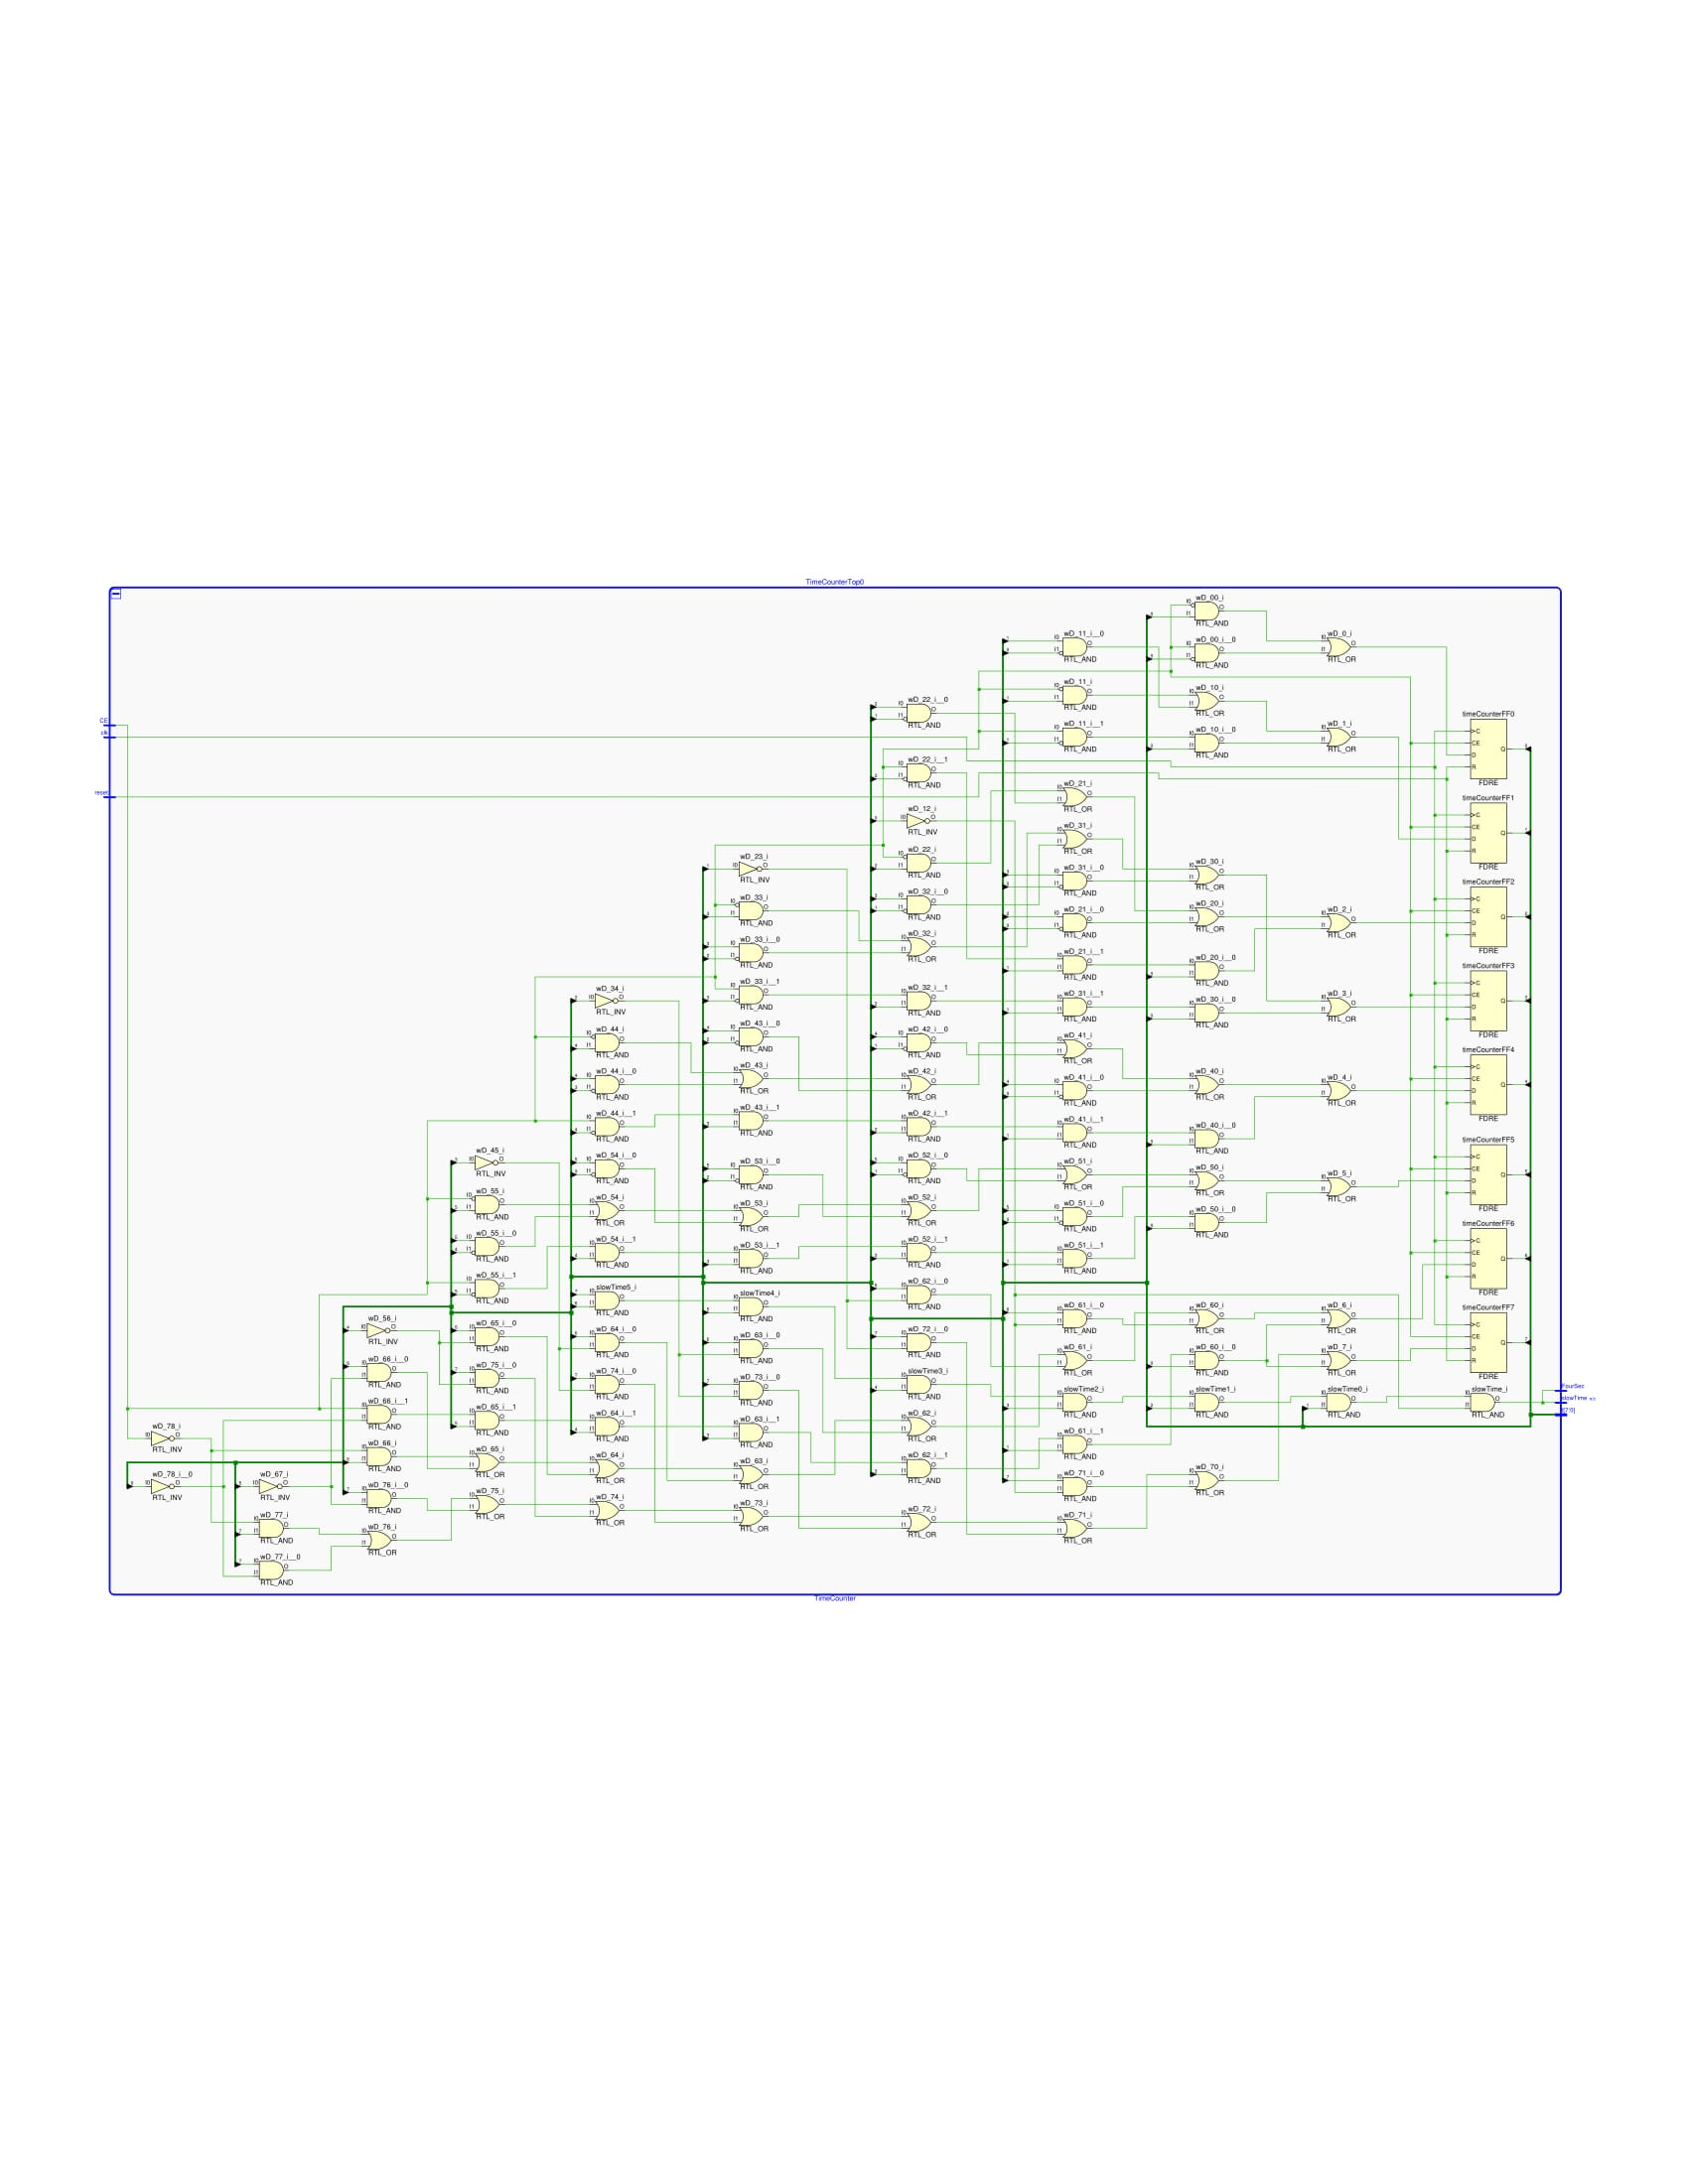 TimeCounterTop0
wD_00_i
RTL_AND
wD_11_i__0
RTL_AND
wD_00_i__0
RTL_AND
wD_0_i
RTL_OR
wD_11_i
RTL_AND
wD_10_i
RTL_OR
wD_22_i__0
RTL_AND
timeCounterFF0
FDRE
CE
clk
wD_11_i__1
RTL_AND
wD_10_i__0
RTL_AND
wD_1_i
RTL_OR
wD_22_i__1
RTL_AND
wD_21_i
RTL_OR
reset
timeCounterFF1
FDRE
wD_12_i
RTL_INV
wD_31_i
RTL_OR
wD_23_i
RTL_INV
wD_22_i
RTL_AND
wD_31_i__0
RTL_AND
wD_30_i
RTL_OR
timeCounterFF2
FDRE
wD_33_i
RTL_AND
wD_32_i__0
RTL_AND
wD_21_i__0
RTL_AND
wD_20_i
RTL_OR
wD_2_i
RTL_OR
wD_33_i__0
RTL_AND
wD_32_i
RTL_OR
wD_21_i__1
RTL_AND
wD_20_i__0
RTL_AND
timeCounterFF3
FDRE
wD_34_i
RTL_INV
wD_33_i__1
RTL_AND
wD_32_i__1
RTL_AND
wD_31_i__1
RTL_AND
wD_30_i__0
RTL_AND
wD_3_i
RTL_OR
wD_44_i
RTL_AND
wD_43_i__0
RTL_AND
wD_42_i__0
RTL_AND
wD_41_i
RTL_OR
timeCounterFF4
FDRE
wD_44_i__0
RTL_AND
wD_43_i
RTL_OR
wD_42_i
RTL_OR
wD_41_i__0
RTL_AND
wD_40_i
RTL_OR
wD_4_i
RTL_OR
wD_44_i__1
RTL_AND
wD_43_i__1
RTL_AND
wD_42_i__1
RTL_AND
wD_41_i__1
RTL_AND
wD_40_i__0
RTL_AND
timeCounterFF5
FDRE
wD_45_i
RTL_INV
wD_54_i__0
RTL_AND
wD_53_i__0
RTL_AND
wD_52_i__0
RTL_AND
wD_51_i
RTL_OR
wD_50_i
RTL_OR
wD_5_i
RTL_OR
wD_55_i
RTL_AND
wD_54_i
RTL_OR
wD_53_i
RTL_OR
wD_52_i
RTL_OR
wD_51_i__0
RTL_AND
wD_50_i__0
RTL_AND
timeCounterFF6
FDRE
wD_55_i__0
RTL_AND
wD_54_i__1
RTL_AND
wD_53_i__1
RTL_AND
wD_52_i__1
RTL_AND
wD_51_i__1
RTL_AND
wD_55_i__1
RTL_AND
slowTime5_i
RTL_AND
slowTime4_i
RTL_AND
wD_62_i__0
RTL_AND
wD_61_i__0
RTL_AND
wD_60_i
RTL_OR
wD_6_i
RTL_OR
timeCounterFF7
FDRE
wD_56_i
RTL_INV
wD_65_i__0
RTL_AND
wD_64_i__0
RTL_AND
wD_63_i__0
RTL_AND
wD_72_i__0
RTL_AND
wD_61_i
RTL_OR
wD_60_i__0
RTL_AND
wD_7_i
RTL_OR
wD_66_i__0
RTL_AND
wD_75_i__0
RTL_AND
wD_74_i__0
RTL_AND
wD_73_i__0
RTL_AND
slowTime3_i
RTL_AND
slowTime2_i
RTL_AND
slowTime1_i
RTL_AND
slowTime0_i
RTL_AND
slowTime_i
RTL_AND
FourSec
slowTime
t[7:0]
wD_66_i__1
RTL_AND
wD_65_i__1
RTL_AND
wD_64_i__1
RTL_AND
wD_63_i__1
RTL_AND
wD_62_i
RTL_OR
wD_61_i__1
RTL_AND
wD_78_i
RTL_INV
wD_66_i
RTL_AND
wD_65_i
RTL_OR
wD_64_i
RTL_OR
wD_63_i
RTL_OR
wD_62_i__1
RTL_AND
wD_71_i__0
RTL_AND
wD_70_i
RTL_OR
wD_78_i__0
RTL_INV
wD_67_i
RTL_INV
wD_76_i__0
RTL_AND
wD_75_i
RTL_OR
wD_74_i
RTL_OR
wD_73_i
RTL_OR
wD_72_i
RTL_OR
wD_71_i
RTL_OR
wD_77_i
RTL_AND
wD_76_i
RTL_OR
wD_77_i__0
RTL_AND
TimeCounter